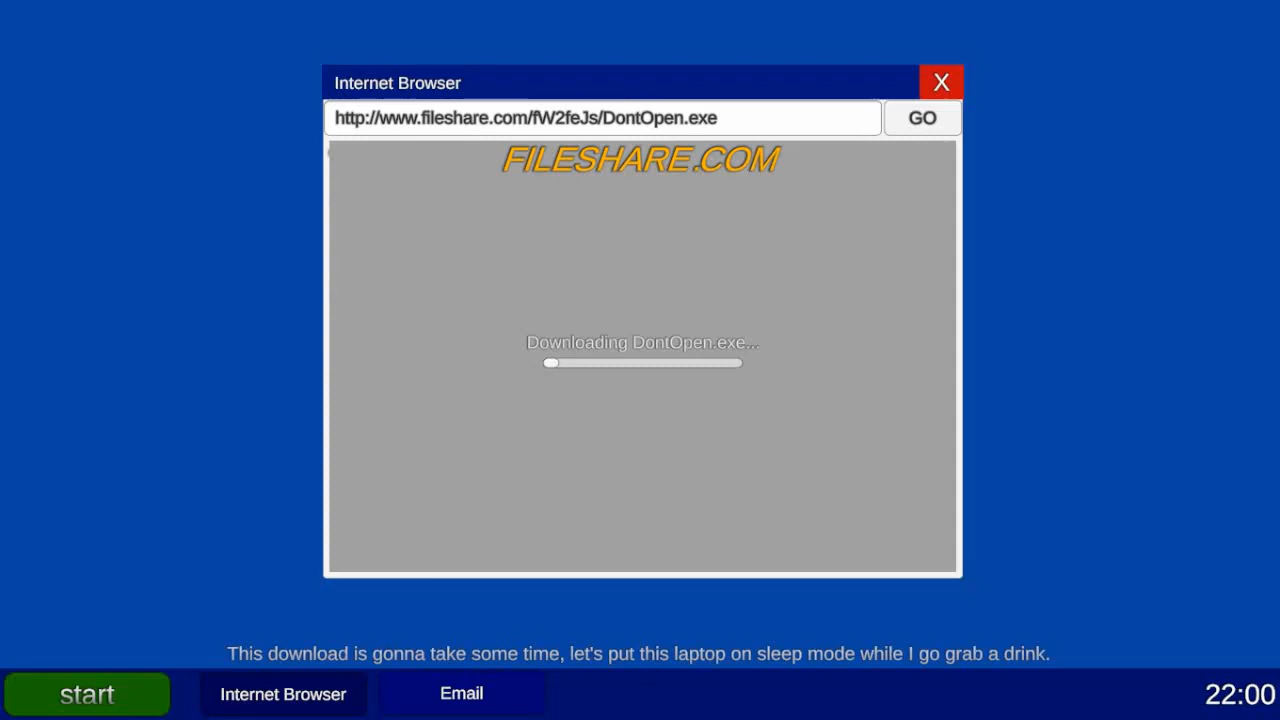 Internet Browser
X
http://www.fileshare.com/fW2feJs/DontOpen.exe
GO
FILESHARE.COM
Downloading DontOpen.exe...
This download is gonna take some time, let's put this laptop on sleep mode while I go grab a drink.
start
Internet Browser
Email
22:00